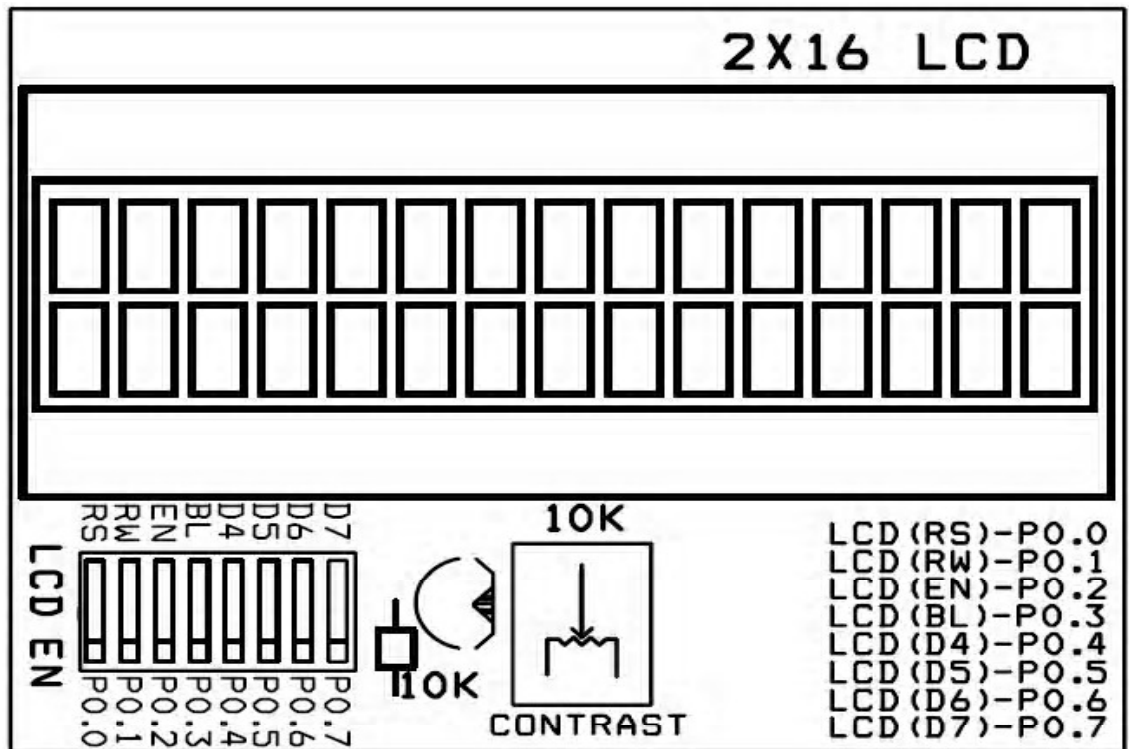 2X16 LCD
RS RW EN BL D4 D5 D6 D7
LCD EN
P0.0 P0.1 P0.2 P0.3 P0.4 P0.5 P0.6 P0.7
10K
10K
CONTRAST
LCD(RS)-P0.0
LCD(RW)-P0.1
LCD(EN)-P0.2
LCD(BL)-P0.3
LCD(D4)-P0.4
LCD(D5)-P0.5
LCD(D6)-P0.6
LCD(D7)-P0.7